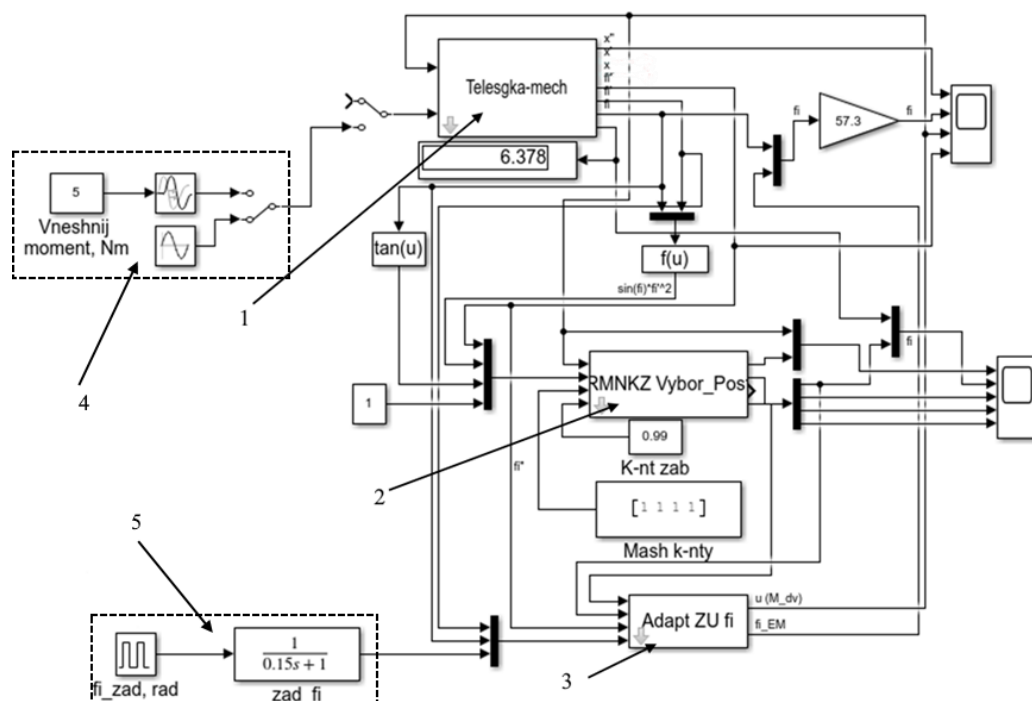 x"
x'
x
fi"
fi'
fi
Telesgka-mech
6.378
fi
57.3
fi
5
Vneshnij
moment, Nm
tan(u)
f(u)
sin(fi)*fi'^2
1
4
fi
RMNKZ Vybor_Pos
1
0.99
K-nt zab
fi"
2
[1 1 1 1]
Mash k-nty
5
Adapt ZU fi
u (M_dv)
fi_EM
1
0.15s + 1
fi_zad, rad
zad_fi
3